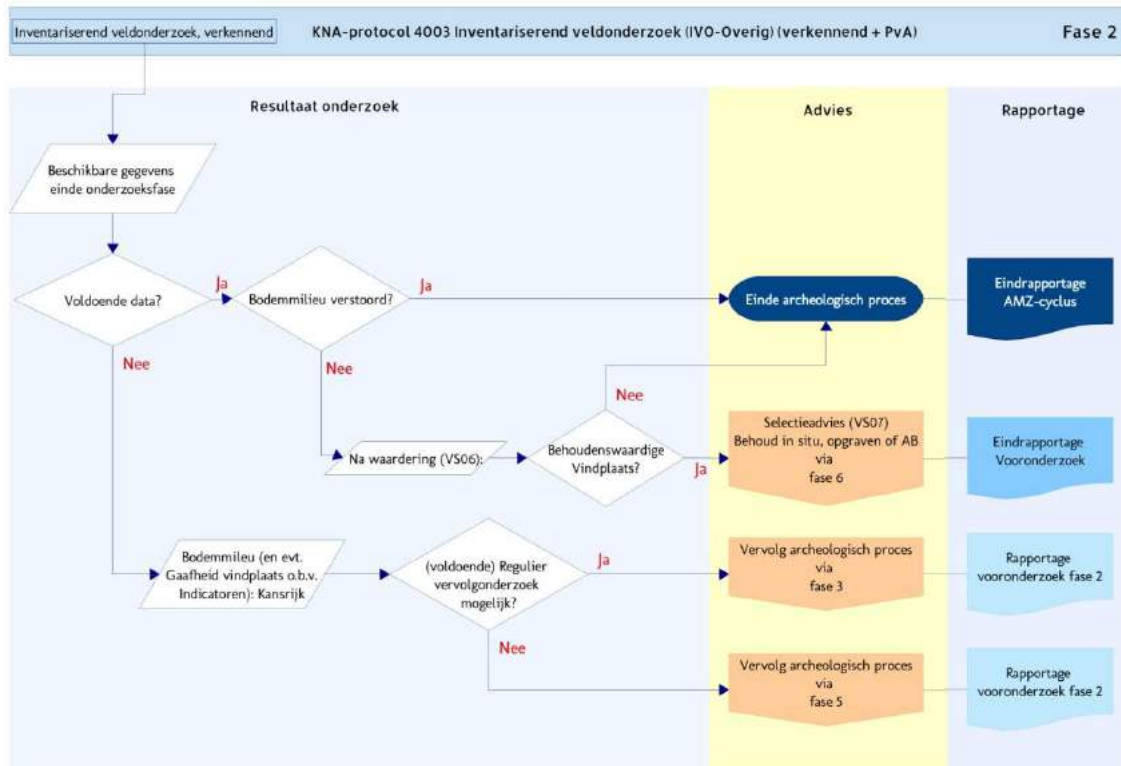 Inventariserend veldonderzoek, verkennend
KNA-protocol 4003 Inventariserend veldonderzoek (IVO-Overig) (verkennend + PvA)
Fase 2
Resultaat onderzoek
Advies
Rapportage
Beschikbare gegevens
einde onderzoeksfase
Voldoende data?
Ja
Bodemmilieu verstoord?
Ja
Einde archeologisch proces
Eindrapportage
AMZ-cyclus
Nee
Nee
Nee
Na waardering (VS06):
Behoudenswaardige
Vindplaats?
Ja
Selectieadvies (VS07)
Behoud in situ, opgraven of AB
via
fase 6
Eindrapportage
Vooronderzoek
Bodemmileu (en evt.
Gaafheid vindplaats o.b.v.
Indicatoren): Kansrijk
(voldoende) Regulier
vervolgonderzoek
mogelijk?
Ja
Vervolg archeologisch proces
via
fase 3
Rapportage
vooronderzoek fase 2
Nee
Vervolg archeologisch proces
via
fase 5
Rapportage
vooronderzoek fase 2